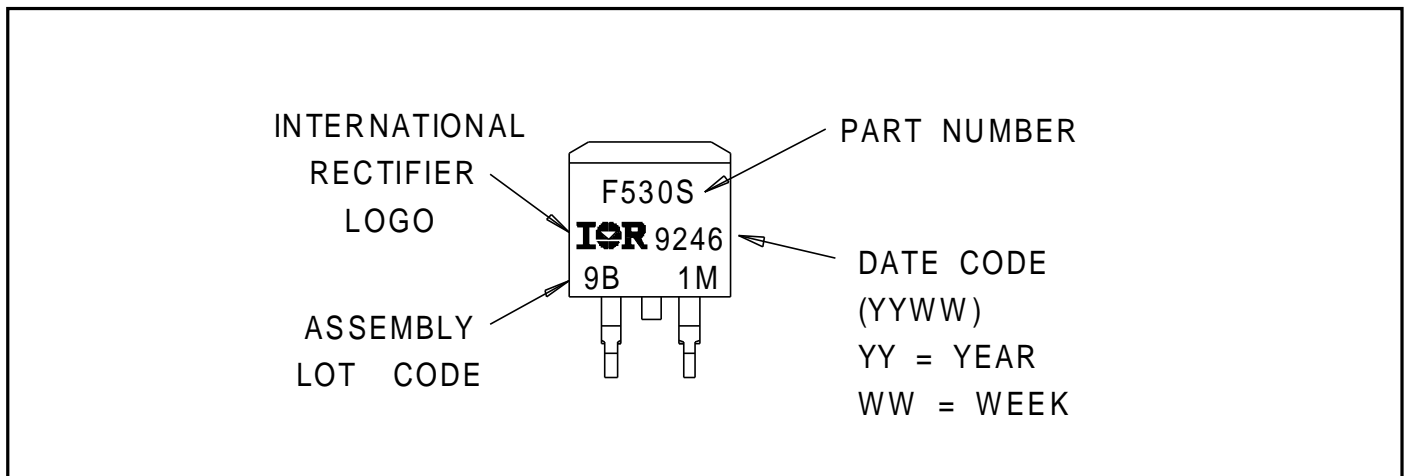 INTERNATIONAL
RECTIFIER
LOGO
PART NUMBER
F530S
IOR 9246
9B 1M
ASSEMBLY
LOT CODE
DATE CODE
(YYWW)
YY = YEAR
WW = WEEK